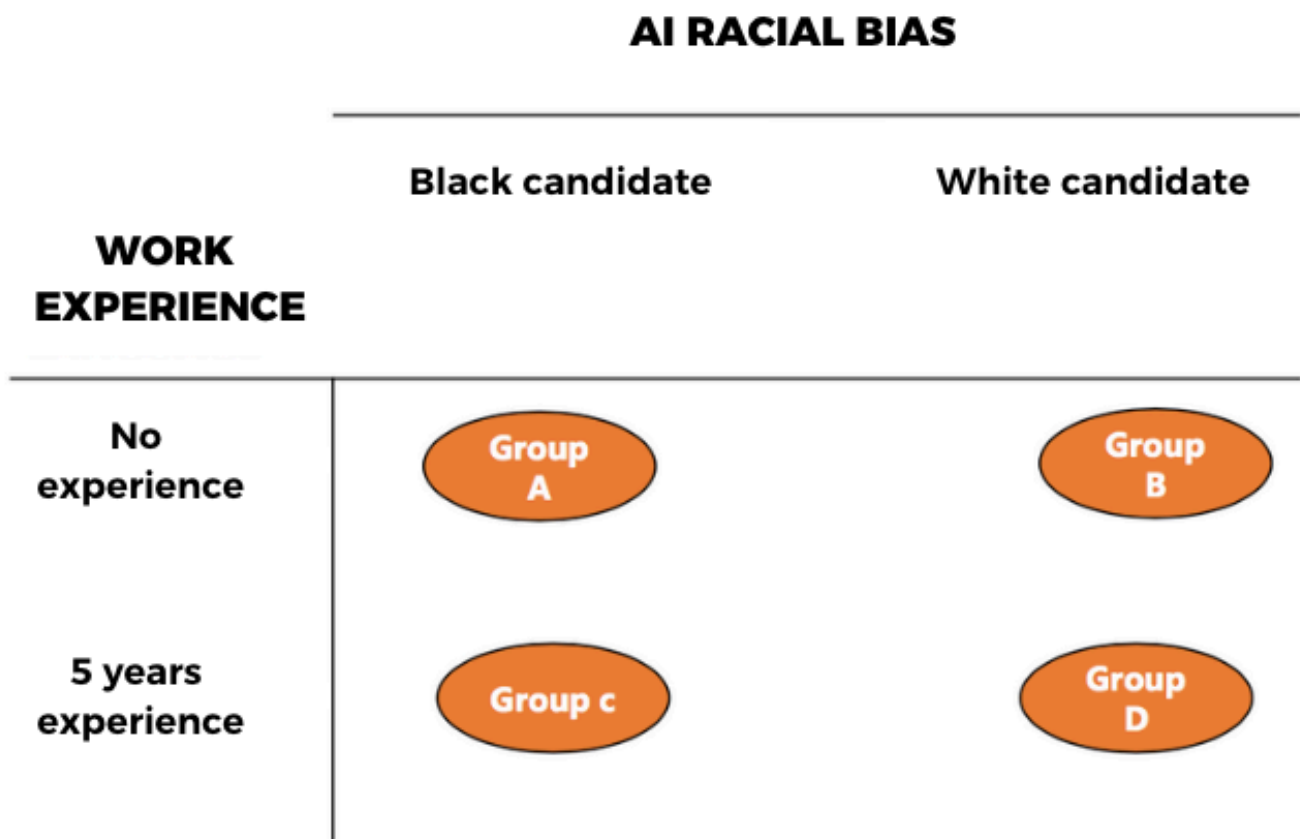 AI RACIAL BIAS
Black candidate
White candidate
WORK
EXPERIENCE
No
experience
Group
A
Group
B
5 years
experience
Group c
Group
D